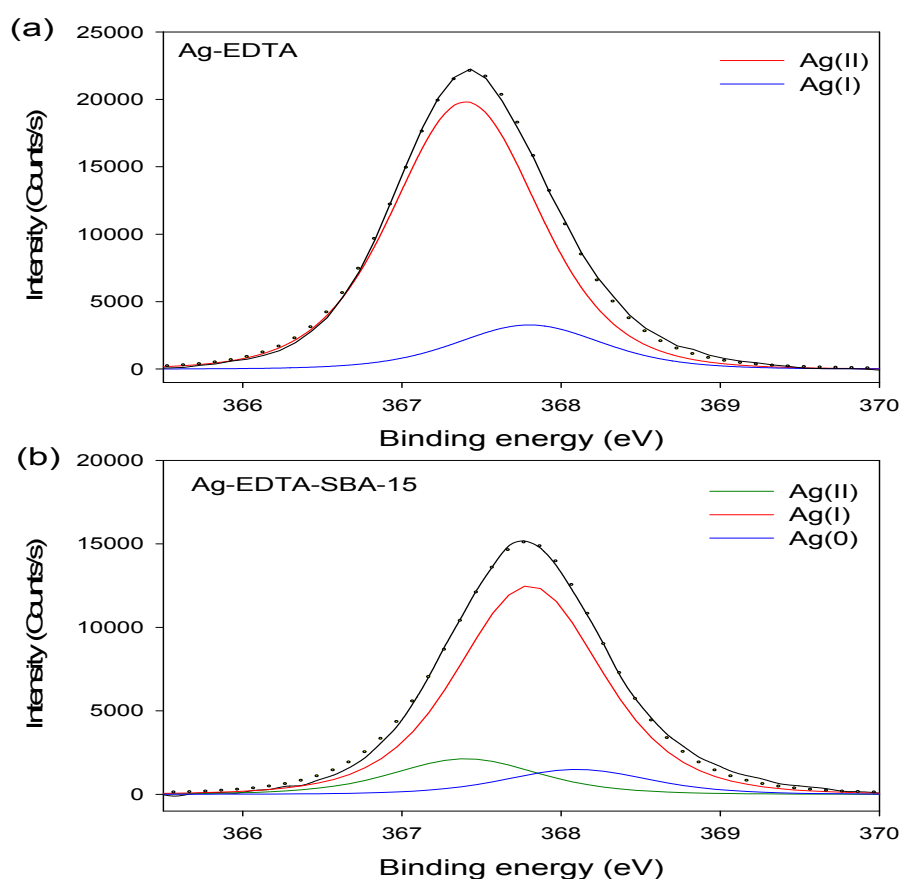 (a)
25000
20000
15000
10000
5000
0
Intensity (Counts/s)
Ag-EDTA
Ag(II)
Ag(I)
366 367 368 369 370
Binding energy (eV)
(b)
20000
15000
10000
5000
0
Intensity (Counts/s)
Ag-EDTA-SBA-15
Ag(II)
Ag(I)
Ag(0)
366 367 368 369 370
Binding energy (eV)